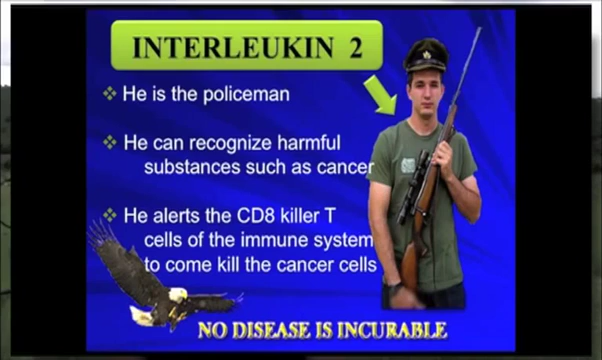 INTERLEUKIN 2
He is the policeman
He can recognize harmful
substances such as cancer
He alerts the CD8 killer T
cells of the immune system
to come kill the cancer cells
NO DISEASE IS INCURABLE